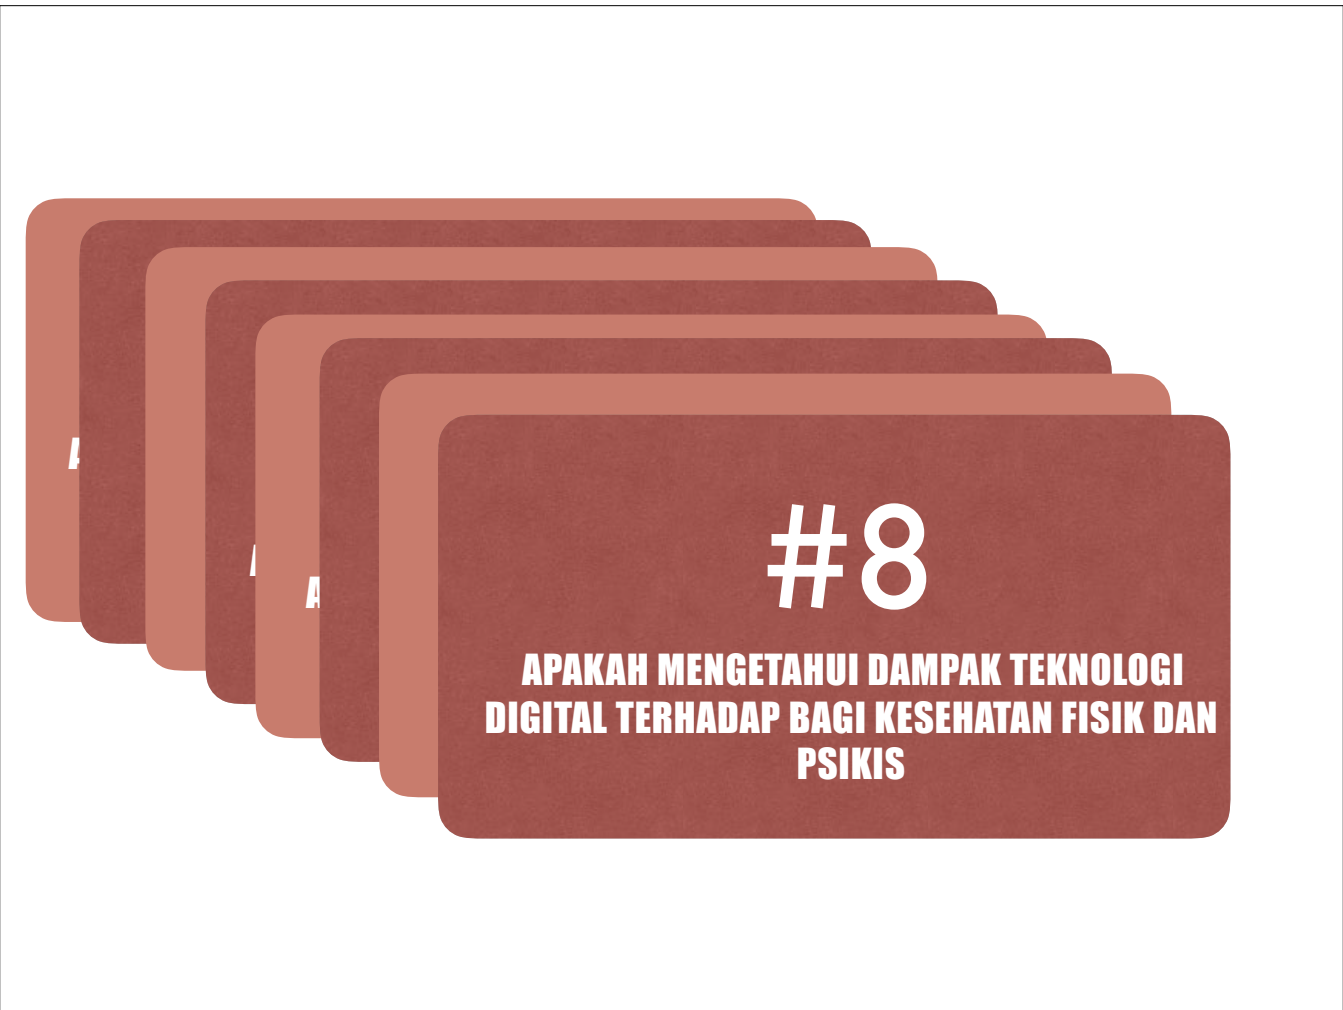 #8
APAKAH MENGETAHUI DAMPAK TEKNOLOGI
DIGITAL TERHADAP BAGI KESEHATAN FISIK DAN
PSIKIS